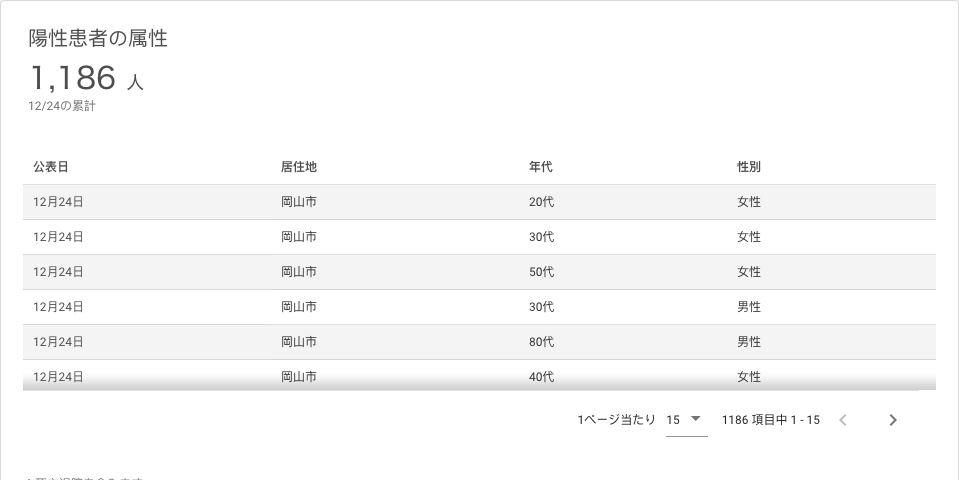 陽性患者の属性
1,186 人
12/24の累計
公表日 居住地 年代 性別
12月24日 岡山市 20代 女性
12月24日 岡山市 30代 女性
12月24日 岡山市 50代 女性
12月24日 岡山市 30代 男性
12月24日 岡山市 80代 男性
12月24日 岡山市 40代 女性
1ページ当たり 15 1186 項目中 1 - 15